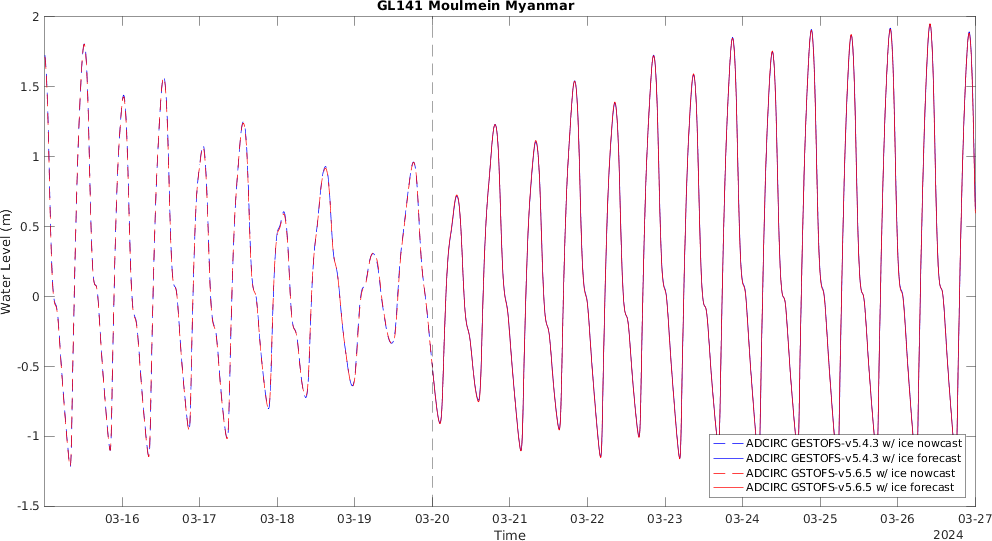 GL141 Moulmein Myanmar
2
1.5
1
0.5
0
-0.5
-1
-1.5
Water Level (m)
ADCIRC GESTOFS-v5.4.3 w/ ice nowcast
ADCIRC GESTOFS-v5.4.3 w/ ice forecast
ADCIRC GSTOFS-v5.6.5 w/ ice nowcast
ADCIRC GSTOFS-v5.6.5 w/ ice forecast
03-16 03-17 03-18 03-19 03-20 03-21 03-22 03-23 03-24 03-25 03-26 03-27
Time
2024